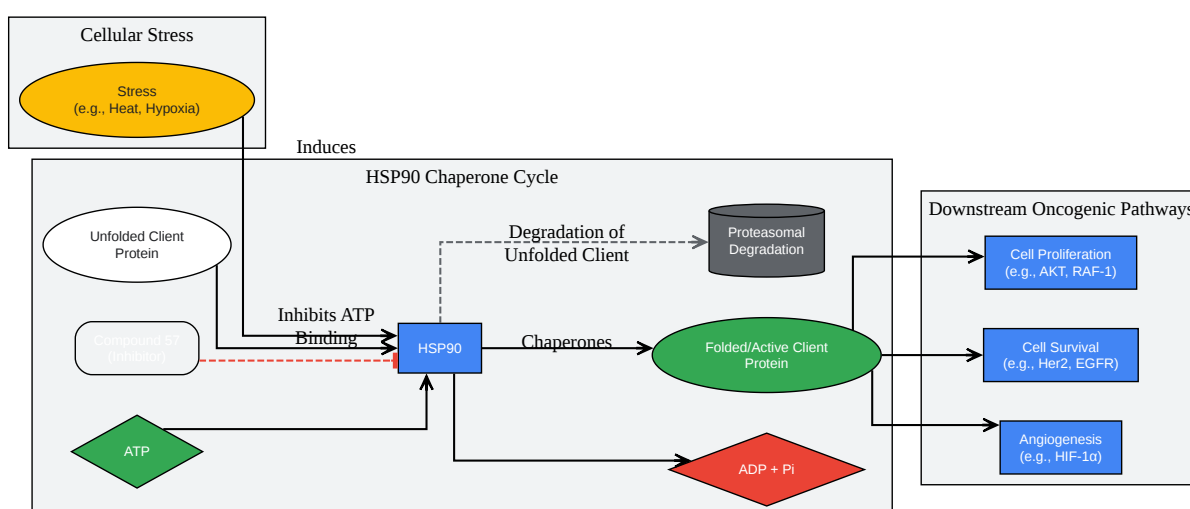 Cellular Stress
Stress
(e.g., Heat, Hypoxia)
Induces
HSP90 Chaperone Cycle
Unfolded Client
Protein
Degradation of
Unfolded Client
Proteasomal
Degradation
Inhibits ATP
Binding
Compound 57
(Inhibitor)
HSP90
Chaperones
Folded/Active Client
Protein
ATP
ADP + Pi
Downstream Oncogenic Pathways
Cell Proliferation
(e.g., AKT, RAF-1)
Cell Survival
(e.g., Her2, EGFR)
Angiogenesis
(e.g., HIF-1α)